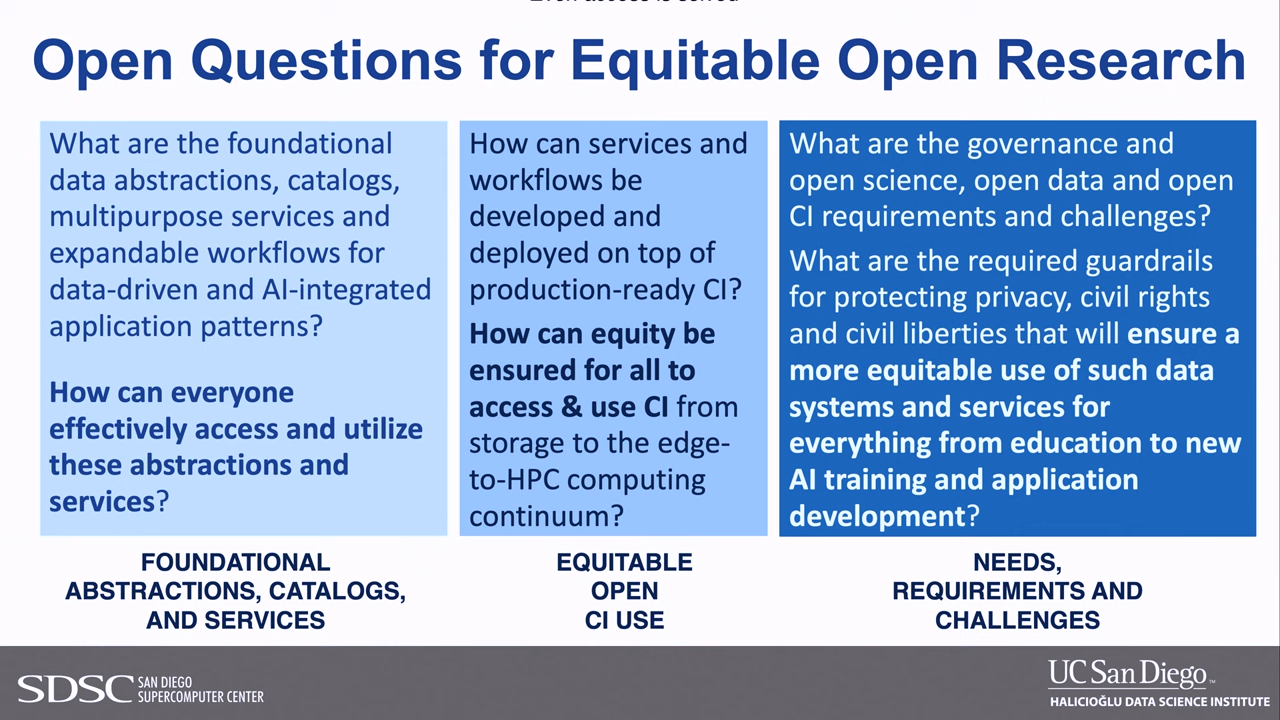 Open Questions for Equitable Open Research
What are the foundational
data abstractions, catalogs,
multipurpose services and
expandable workflows for
data-driven and AI-integrated
application patterns?
How can everyone
effectively access and utilize
these abstractions and
services?
FOUNDATIONAL
ABSTRACTIONS, CATALOGS,
AND SERVICES
How can services and
workflows be
developed and
deployed on top of
production-ready CI?
How can equity be
ensured for all to
access & use CI from
storage to the edge-
to-HPC computing
continuum?
EQUITABLE
OPEN
CI USE
What are the governance and
open science, open data and open
CI requirements and challenges?
What are the required guardrails
for protecting privacy, civil rights
and civil liberties that will ensure a
more equitable use of such data
systems and services for
everything from education to new
AI training and application
development?
NEEDS,
REQUIREMENTS AND
CHALLENGES
SDSC SAN DIEGO
SUPERCOMPUTER CENTER
UC San Diego
HALICIOĞLU DATA SCIENCE INSTITUTE